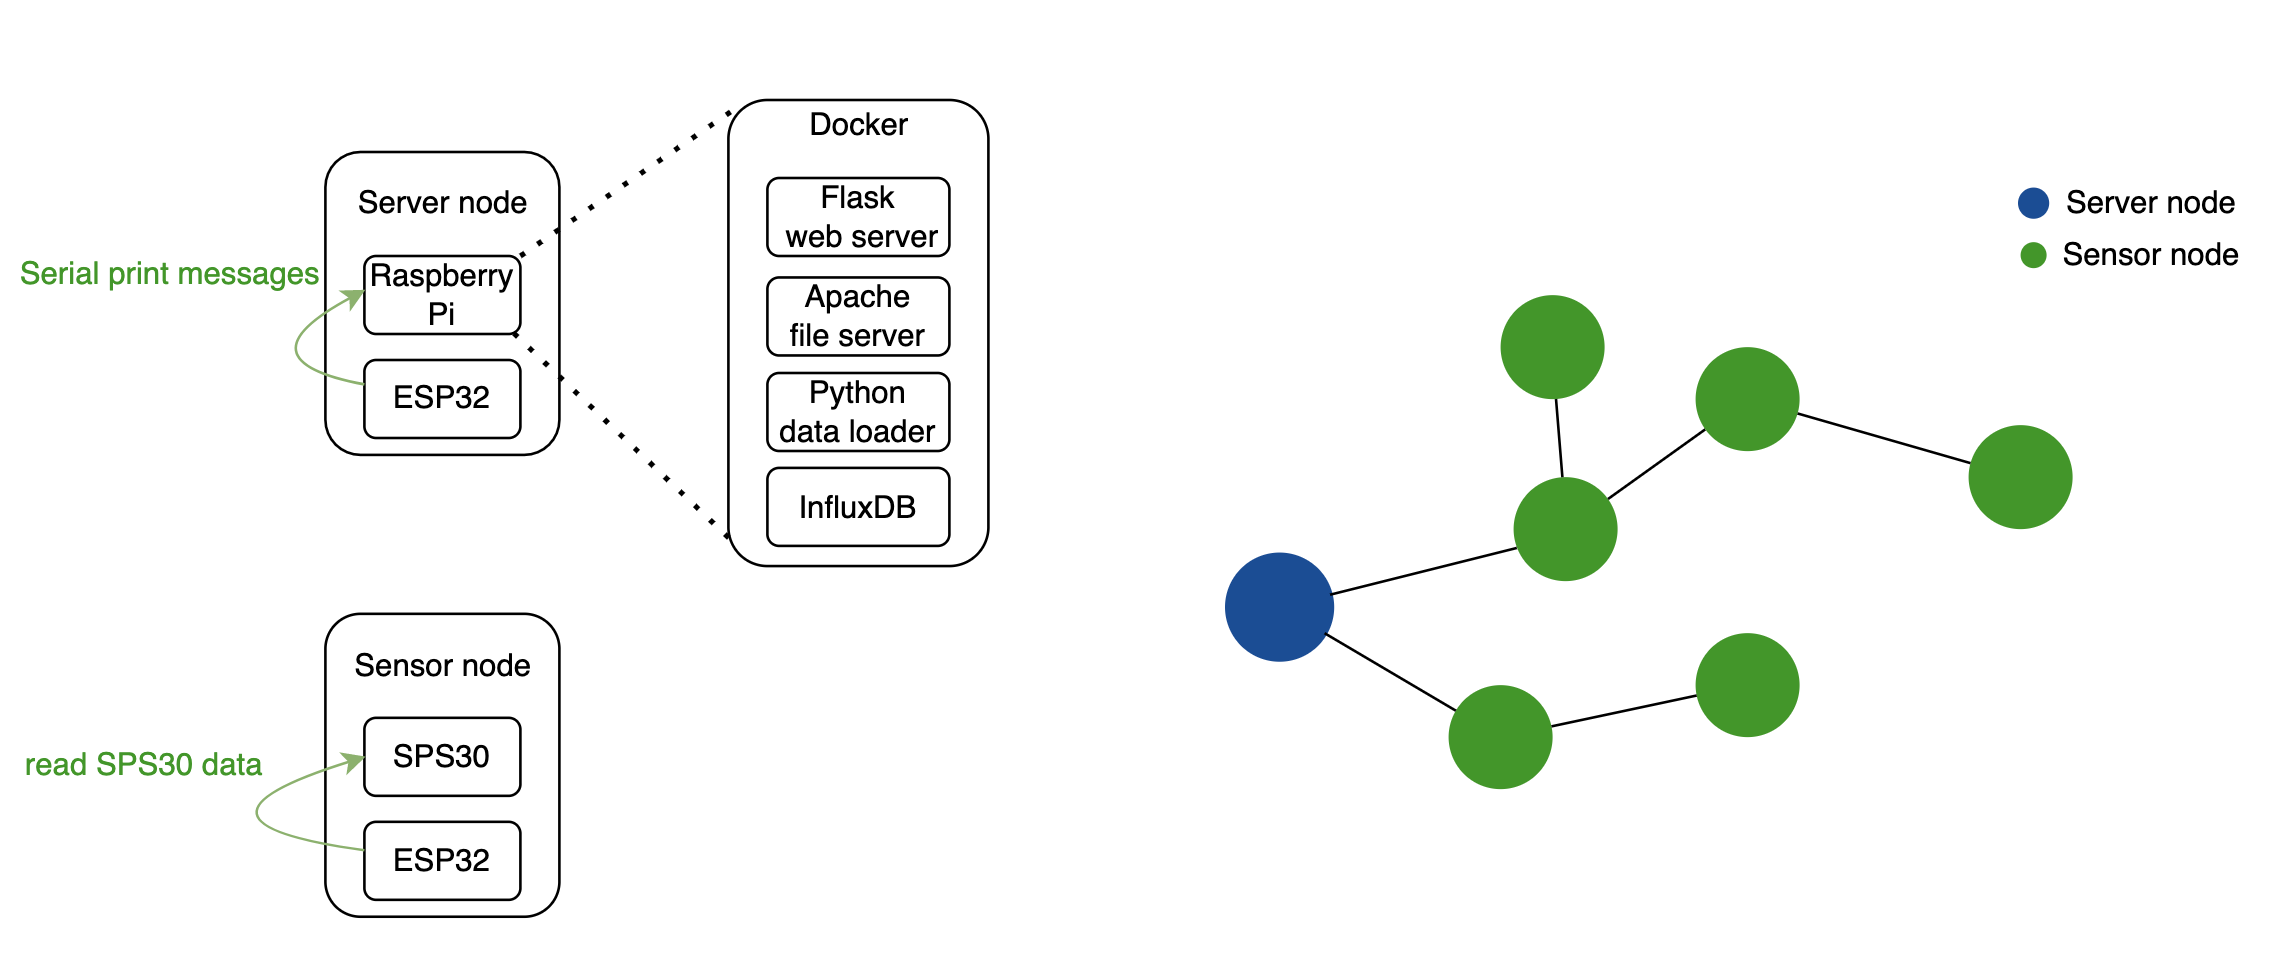 Docker
Server node
Flask
web server
Serial print messages
Raspberry
Pi
Apache
file server
ESP32
Python
data loader
InfluxDB
Sensor node
read SPS30 data
SPS30
ESP32
Server node
Sensor node